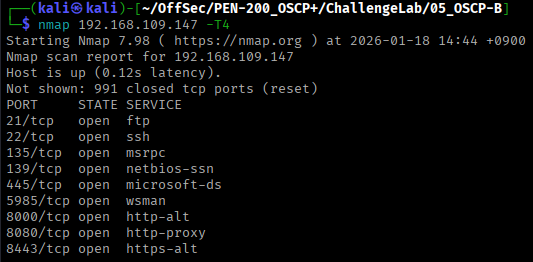 ┌──(kali㉿kali)-[~/OffSec/PEN-200_OSCP+/ChallengeLab/05_OSCP-B]
└─$ nmap 192.168.109.147 -T4
Starting Nmap 7.98 ( https://nmap.org ) at 2026-01-18 14:44 +0900
Nmap scan report for 192.168.109.147
Host is up (0.12s latency).
Not shown: 991 closed tcp ports (reset)
PORT     STATE SERVICE
21/tcp   open  ftp
22/tcp   open  ssh
135/tcp  open  msrpc
139/tcp  open  netbios-ssn
445/tcp  open  microsoft-ds
5985/tcp open  wsman
8000/tcp open  http-alt
8080/tcp open  http-proxy
8443/tcp open  https-alt